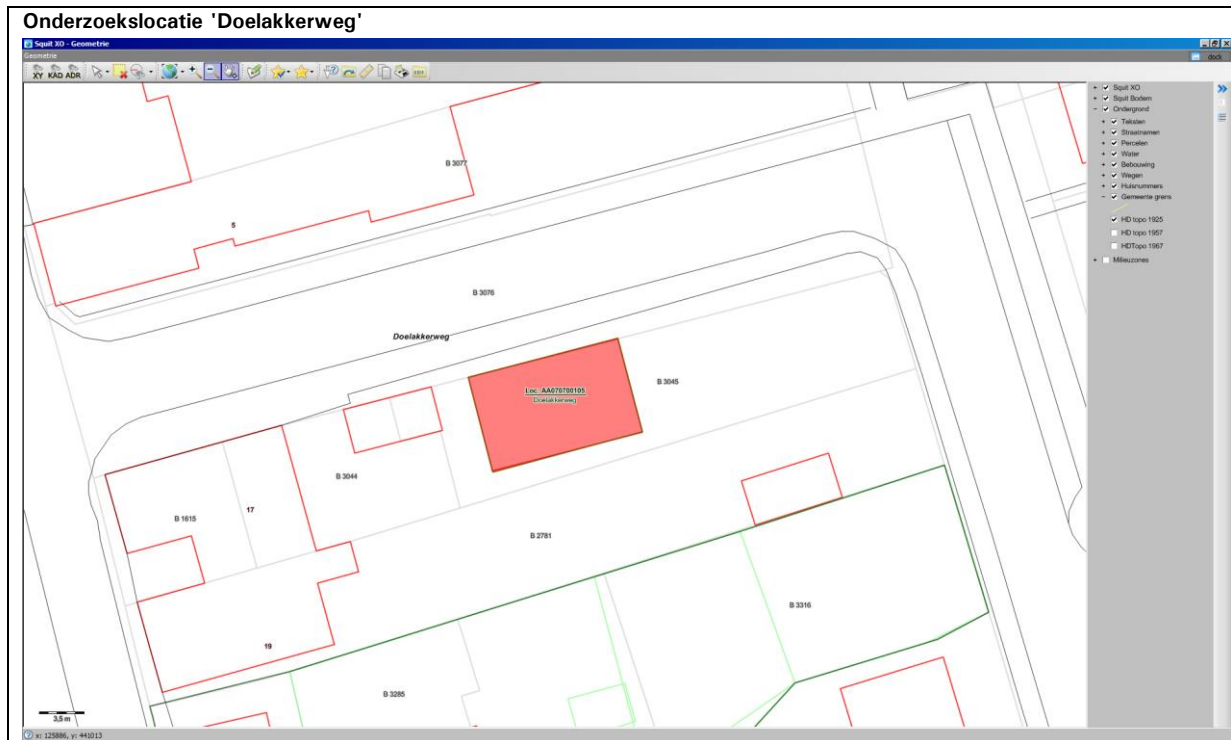 Onderzoekslocatie 'Doelakkerweg'
Squit XO - Geometrie
Geometrie
dock
XY KAD ADR
Squit XO
Squit Bodem
Ondergrond
Teksten
Straatnamen
Percelen
Water
Bebouwing
Wegen
Huisnummers
Gemeente grens
HD topo 1925
HD topo 1957
HDTopo 1967
Milieuzones
B 3077
5
B 3076
Doelakkerweg
Loc. AA070700105
Doelakkerweg
B 3045
B 3044
17
B 1615
B 2781
19
B 3316
B 3285
3,5 m
x: 125886, y: 441013